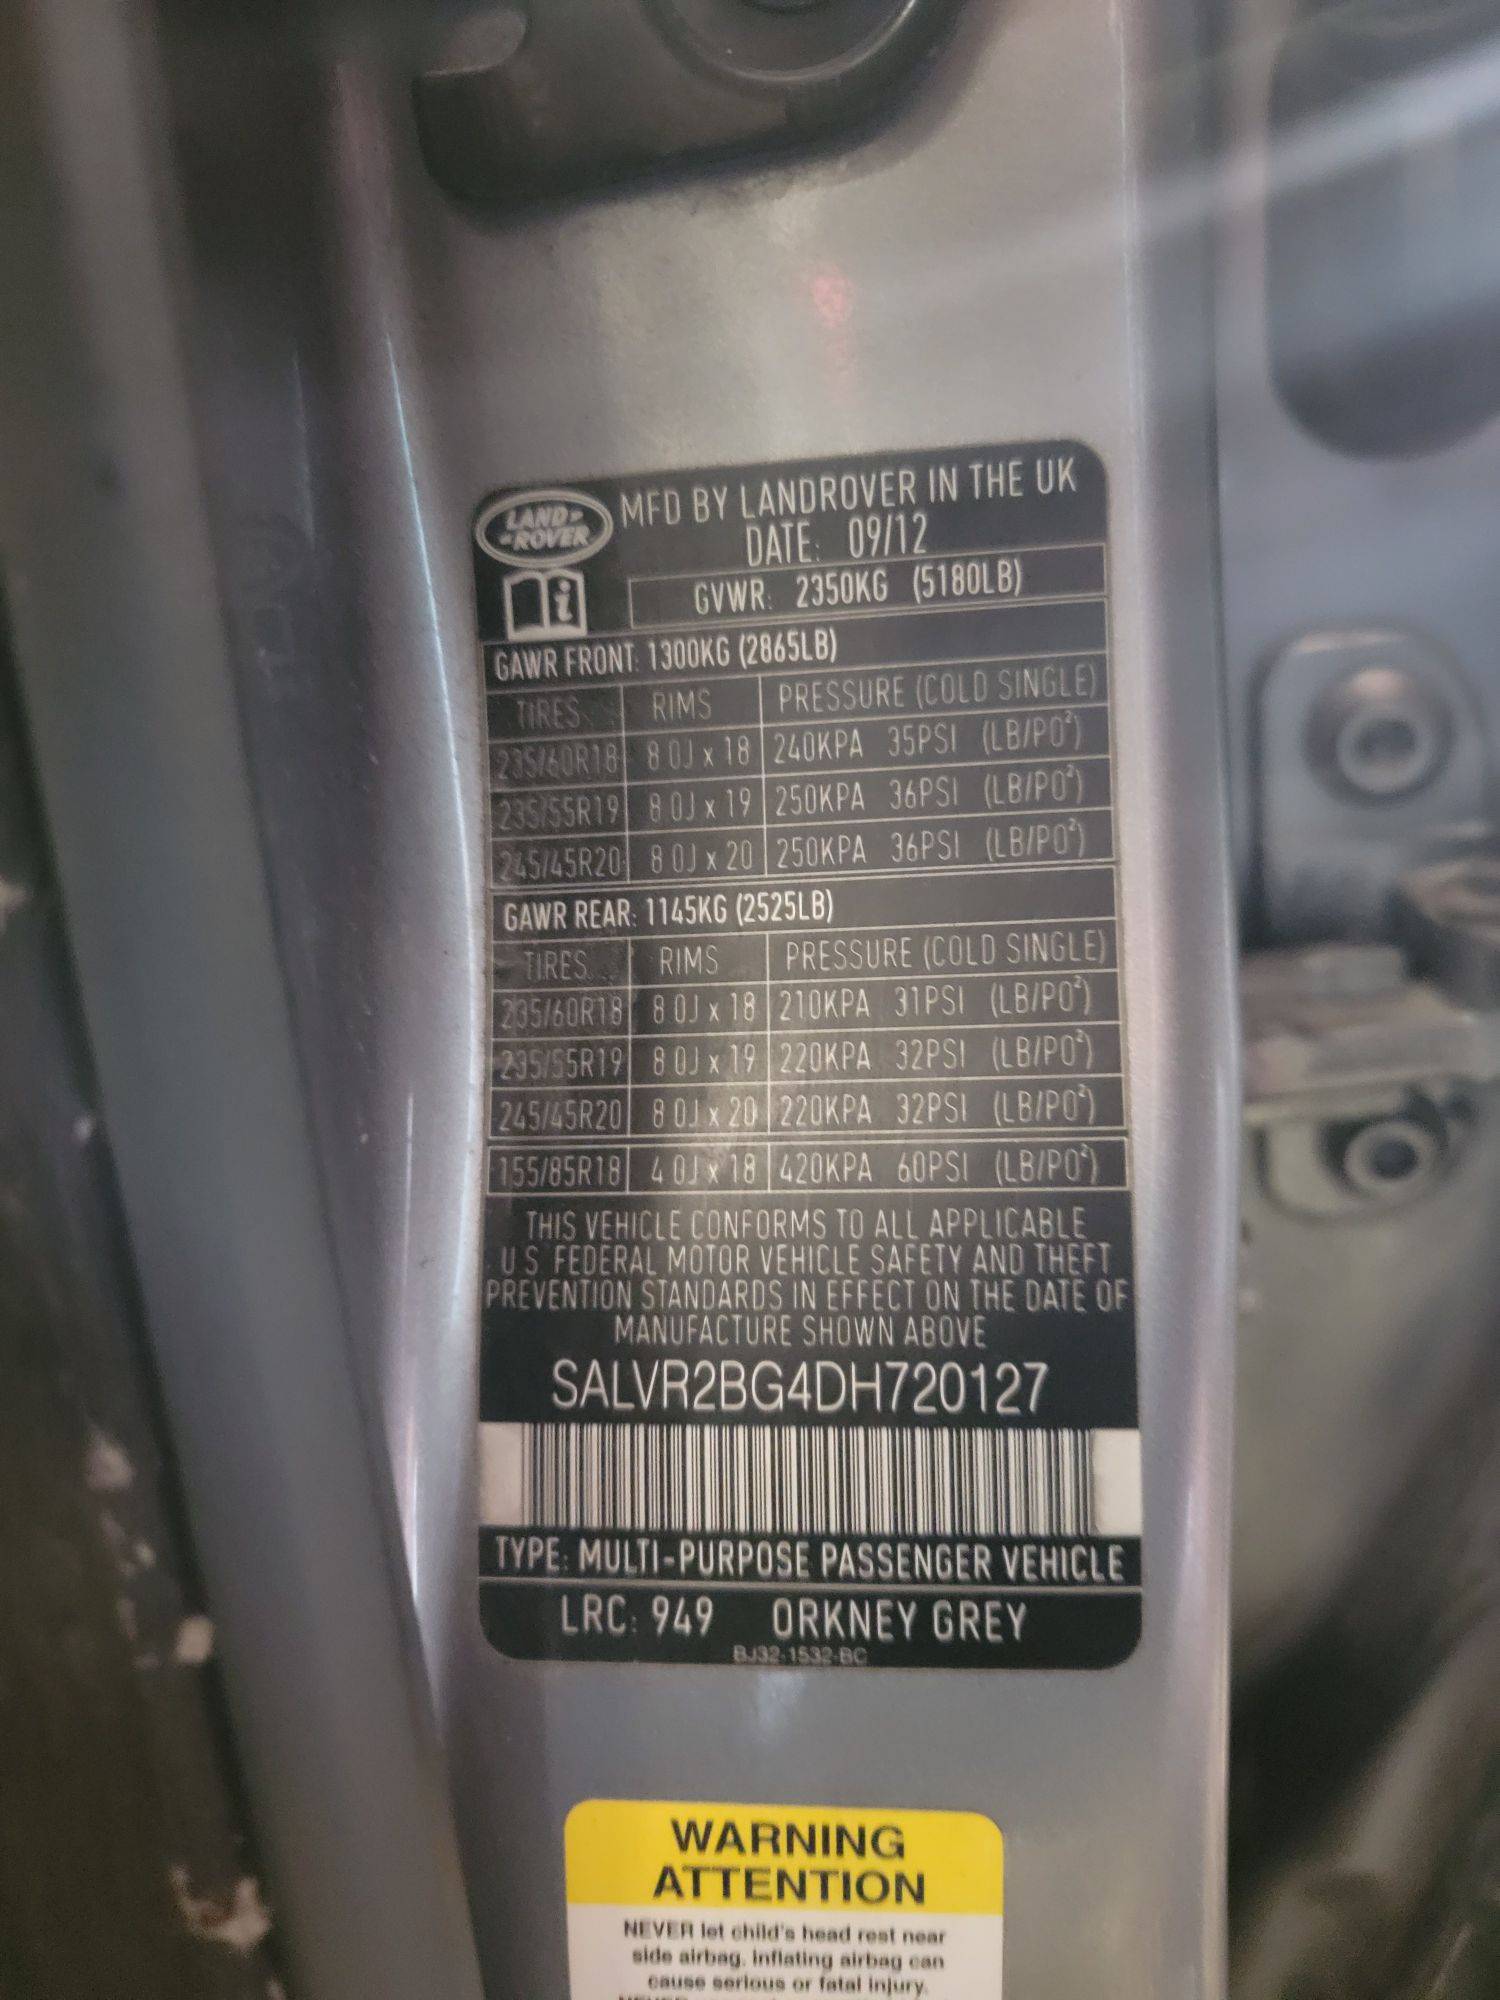 LAND
ROVER
MFD BY LANDROVER IN THE UK
DATE: 09/12
GVWR: 2350KG (5180LB)
GAWR FRONT: 1300KG (2865LB)
TIRES RIMS PRESSURE (COLD SINGLE)
235/60R18 8.0J x 18 240KPA 35PSI (LB/PO²)
235/55R19 8.0J x 19 250KPA 36PSI (LB/PO²)
245/45R20 8.0J x 20 250KPA 36PSI (LB/PO²)
GAWR REAR: 1145KG (2525LB)
TIRES RIMS PRESSURE (COLD SINGLE)
235/60R18 8.0J x 18 210KPA 31PSI (LB/PO²)
235/55R19 8.0J x 19 220KPA 32PSI (LB/PO²)
245/45R20 8.0J x 20 220KPA 32PSI (LB/PO²)
155/85R18 4.0J x 18 420KPA 60PSI (LB/PO²)
THIS VEHICLE CONFORMS TO ALL APPLICABLE
U.S. FEDERAL MOTOR VEHICLE SAFETY AND THEFT
PREVENTION STANDARDS IN EFFECT ON THE DATE OF
MANUFACTURE SHOWN ABOVE
SALVR2BG4DH720127
TYPE: MULTI-PURPOSE PASSENGER VEHICLE
LRC: 949 ORKNEY GREY
BJ32-1532-BC
WARNING
ATTENTION
NEVER let child's head rest near
side airbag. Inflating airbag can
cause serious or fatal injury.